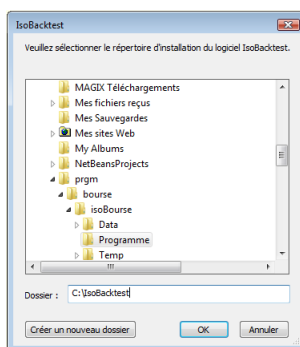 IsoBacktest
Veuillez sélectionner le répertoire d'installation du logiciel IsoBacktest.
MAGIX Téléchargements
Mes fichiers reçus
Mes Sauvegardes
Mes sites Web
My Albums
NetBeansProjects
prgm
bourse
isoBourse
Data
Programme
Temp
Dossier : C:\IsoBacktest
Créer un nouveau dossier OK Annuler